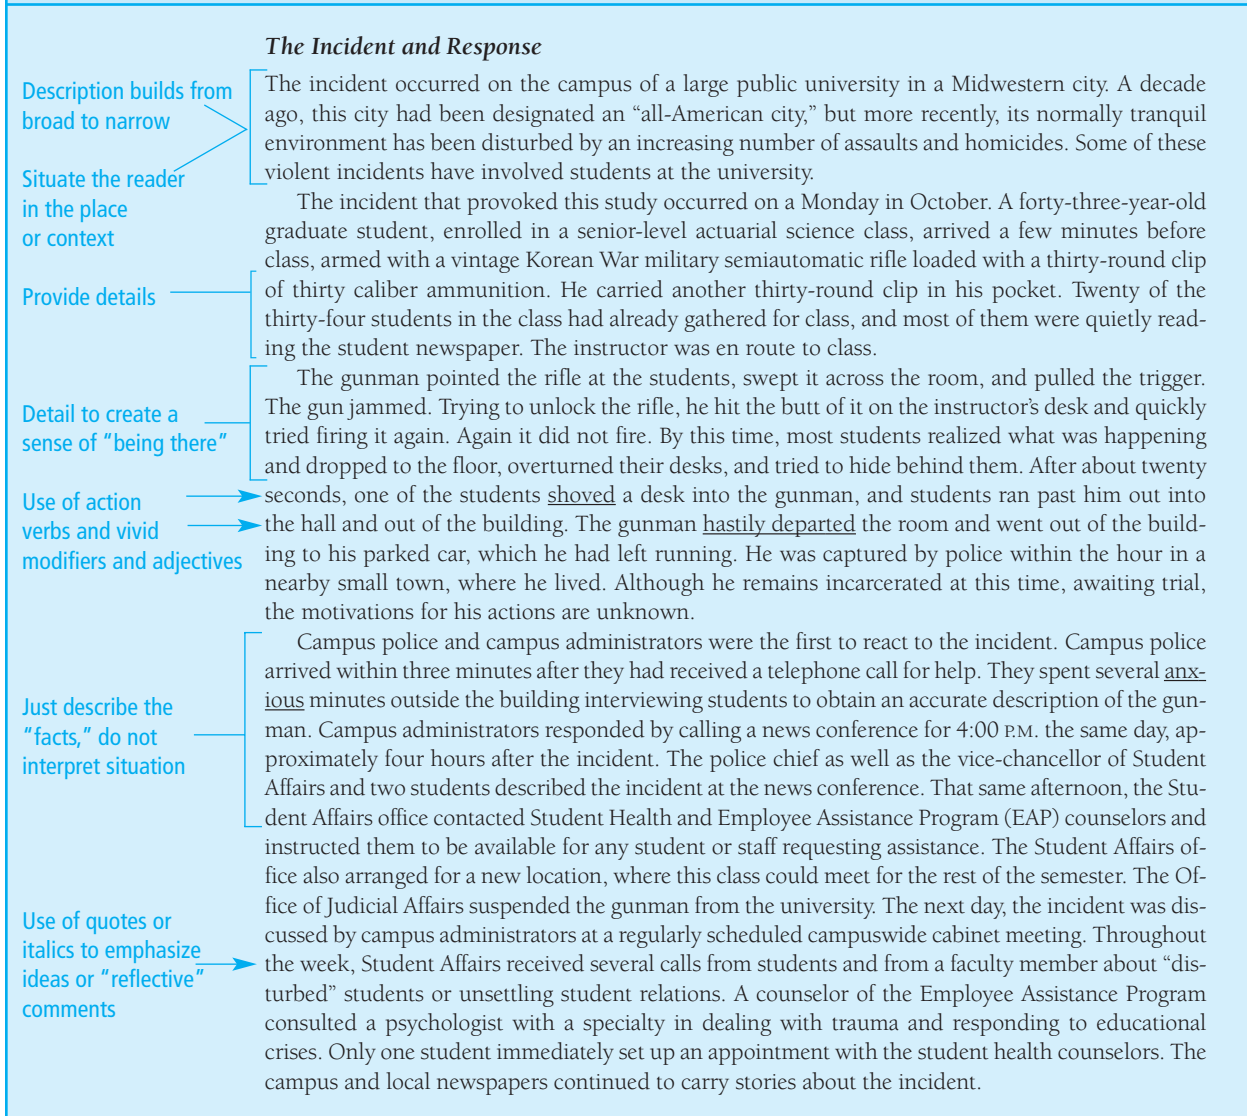 The Incident and Response
Description builds from
broad to narrow
Situate the reader
in the place
or context
Provide details
Detail to create a
sense of “being there”
Use of action
verbs and vivid
modifiers and adjectives
Just describe the
“facts,” do not
interpret situation
Use of quotes or
italics to emphasize
ideas or “reflective”
comments
The incident occurred on the campus of a large public university in a Midwestern city. A decade
ago, this city had been designated an “all-American city,” but more recently, its normally tranquil
environment has been disturbed by an increasing number of assaults and homicides. Some of these
violent incidents have involved students at the university.
The incident that provoked this study occurred on a Monday in October. A forty-three-year-old
graduate student, enrolled in a senior-level actuarial science class, arrived a few minutes before
class, armed with a vintage Korean War military semiautomatic rifle loaded with a thirty-round clip
of thirty caliber ammunition. He carried another thirty-round clip in his pocket. Twenty of the
thirty-four students in the class had already gathered for class, and most of them were quietly read-
ing the student newspaper. The instructor was en route to class.
The gunman pointed the rifle at the students, swept it across the room, and pulled the trigger.
The gun jammed. Trying to unlock the rifle, he hit the butt of it on the instructor’s desk and quickly
tried firing it again. Again it did not fire. By this time, most students realized what was happening
and dropped to the floor, overturned their desks, and tried to hide behind them. After about twenty
seconds, one of the students shoved a desk into the gunman, and students ran past him out into
the hall and out of the building. The gunman hastily departed the room and went out of the build-
ing to his parked car, which he had left running. He was captured by police within the hour in a
nearby small town, where he lived. Although he remains incarcerated at this time, awaiting trial,
the motivations for his actions are unknown.
Campus police and campus administrators were the first to react to the incident. Campus police
arrived within three minutes after they had received a telephone call for help. They spent several anx-
ious minutes outside the building interviewing students to obtain an accurate description of the gun-
man. Campus administrators responded by calling a news conference for 4:00 P.M. the same day, ap-
proximately four hours after the incident. The police chief as well as the vice-chancellor of Student
Affairs and two students described the incident at the news conference. That same afternoon, the Stu-
dent Affairs office contacted Student Health and Employee Assistance Program (EAP) counselors and
instructed them to be available for any student or staff requesting assistance. The Student Affairs of-
fice also arranged for a new location, where this class could meet for the rest of the semester. The Of-
fice of Judicial Affairs suspended the gunman from the university. The next day, the incident was dis-
cussed by campus administrators at a regularly scheduled campuswide cabinet meeting. Throughout
the week, Student Affairs received several calls from students and from a faculty member about “dis-
turbed” students or unsettling student relations. A counselor of the Employee Assistance Program
consulted a psychologist with a specialty in dealing with trauma and responding to educational
crises. Only one student immediately set up an appointment with the student health counselors. The
campus and local newspapers continued to carry stories about the incident.